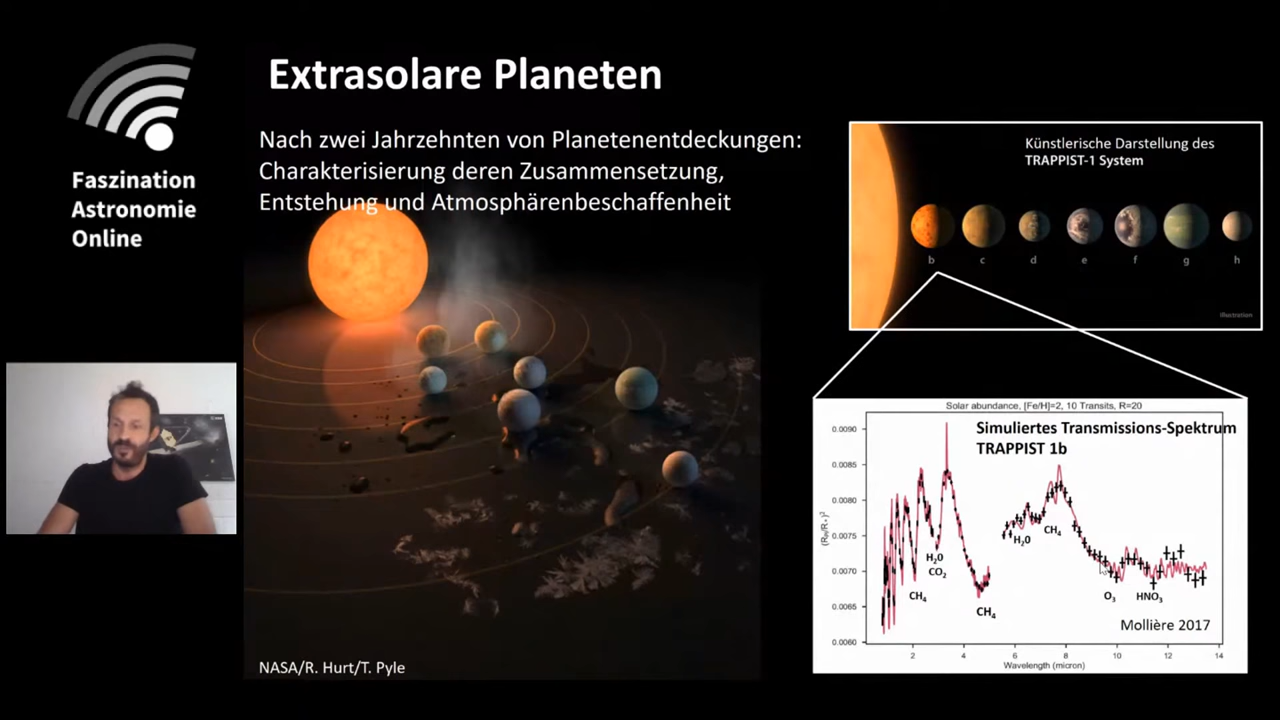 Faszination
Astronomie
Online
Extrasolare Planeten
Nach zwei Jahrzehnten von Planetenentdeckungen:
Charakterisierung deren Zusammensetzung,
Entstehung und Atmosphärenbeschaffenheit
NASA/R. Hurt/T. Pyle
Künstlerische Darstellung des
TRAPPIST-1 System
b c d e f g h
illustration
Solar abundance, [Fe/H]=2, 10 Transits, R=20
Simuliertes Transmissions-Spektrum
TRAPPIST 1b
0.0090
0.0085
0.0080
0.0075
0.0070
0.0065
0.0060
H₂0
CO₂
CH₄
CH₄
H₂0
CH₄
O₃
HNO₃
Mollière 2017
2 4 6 8 10 12 14
Wavelength (micron)